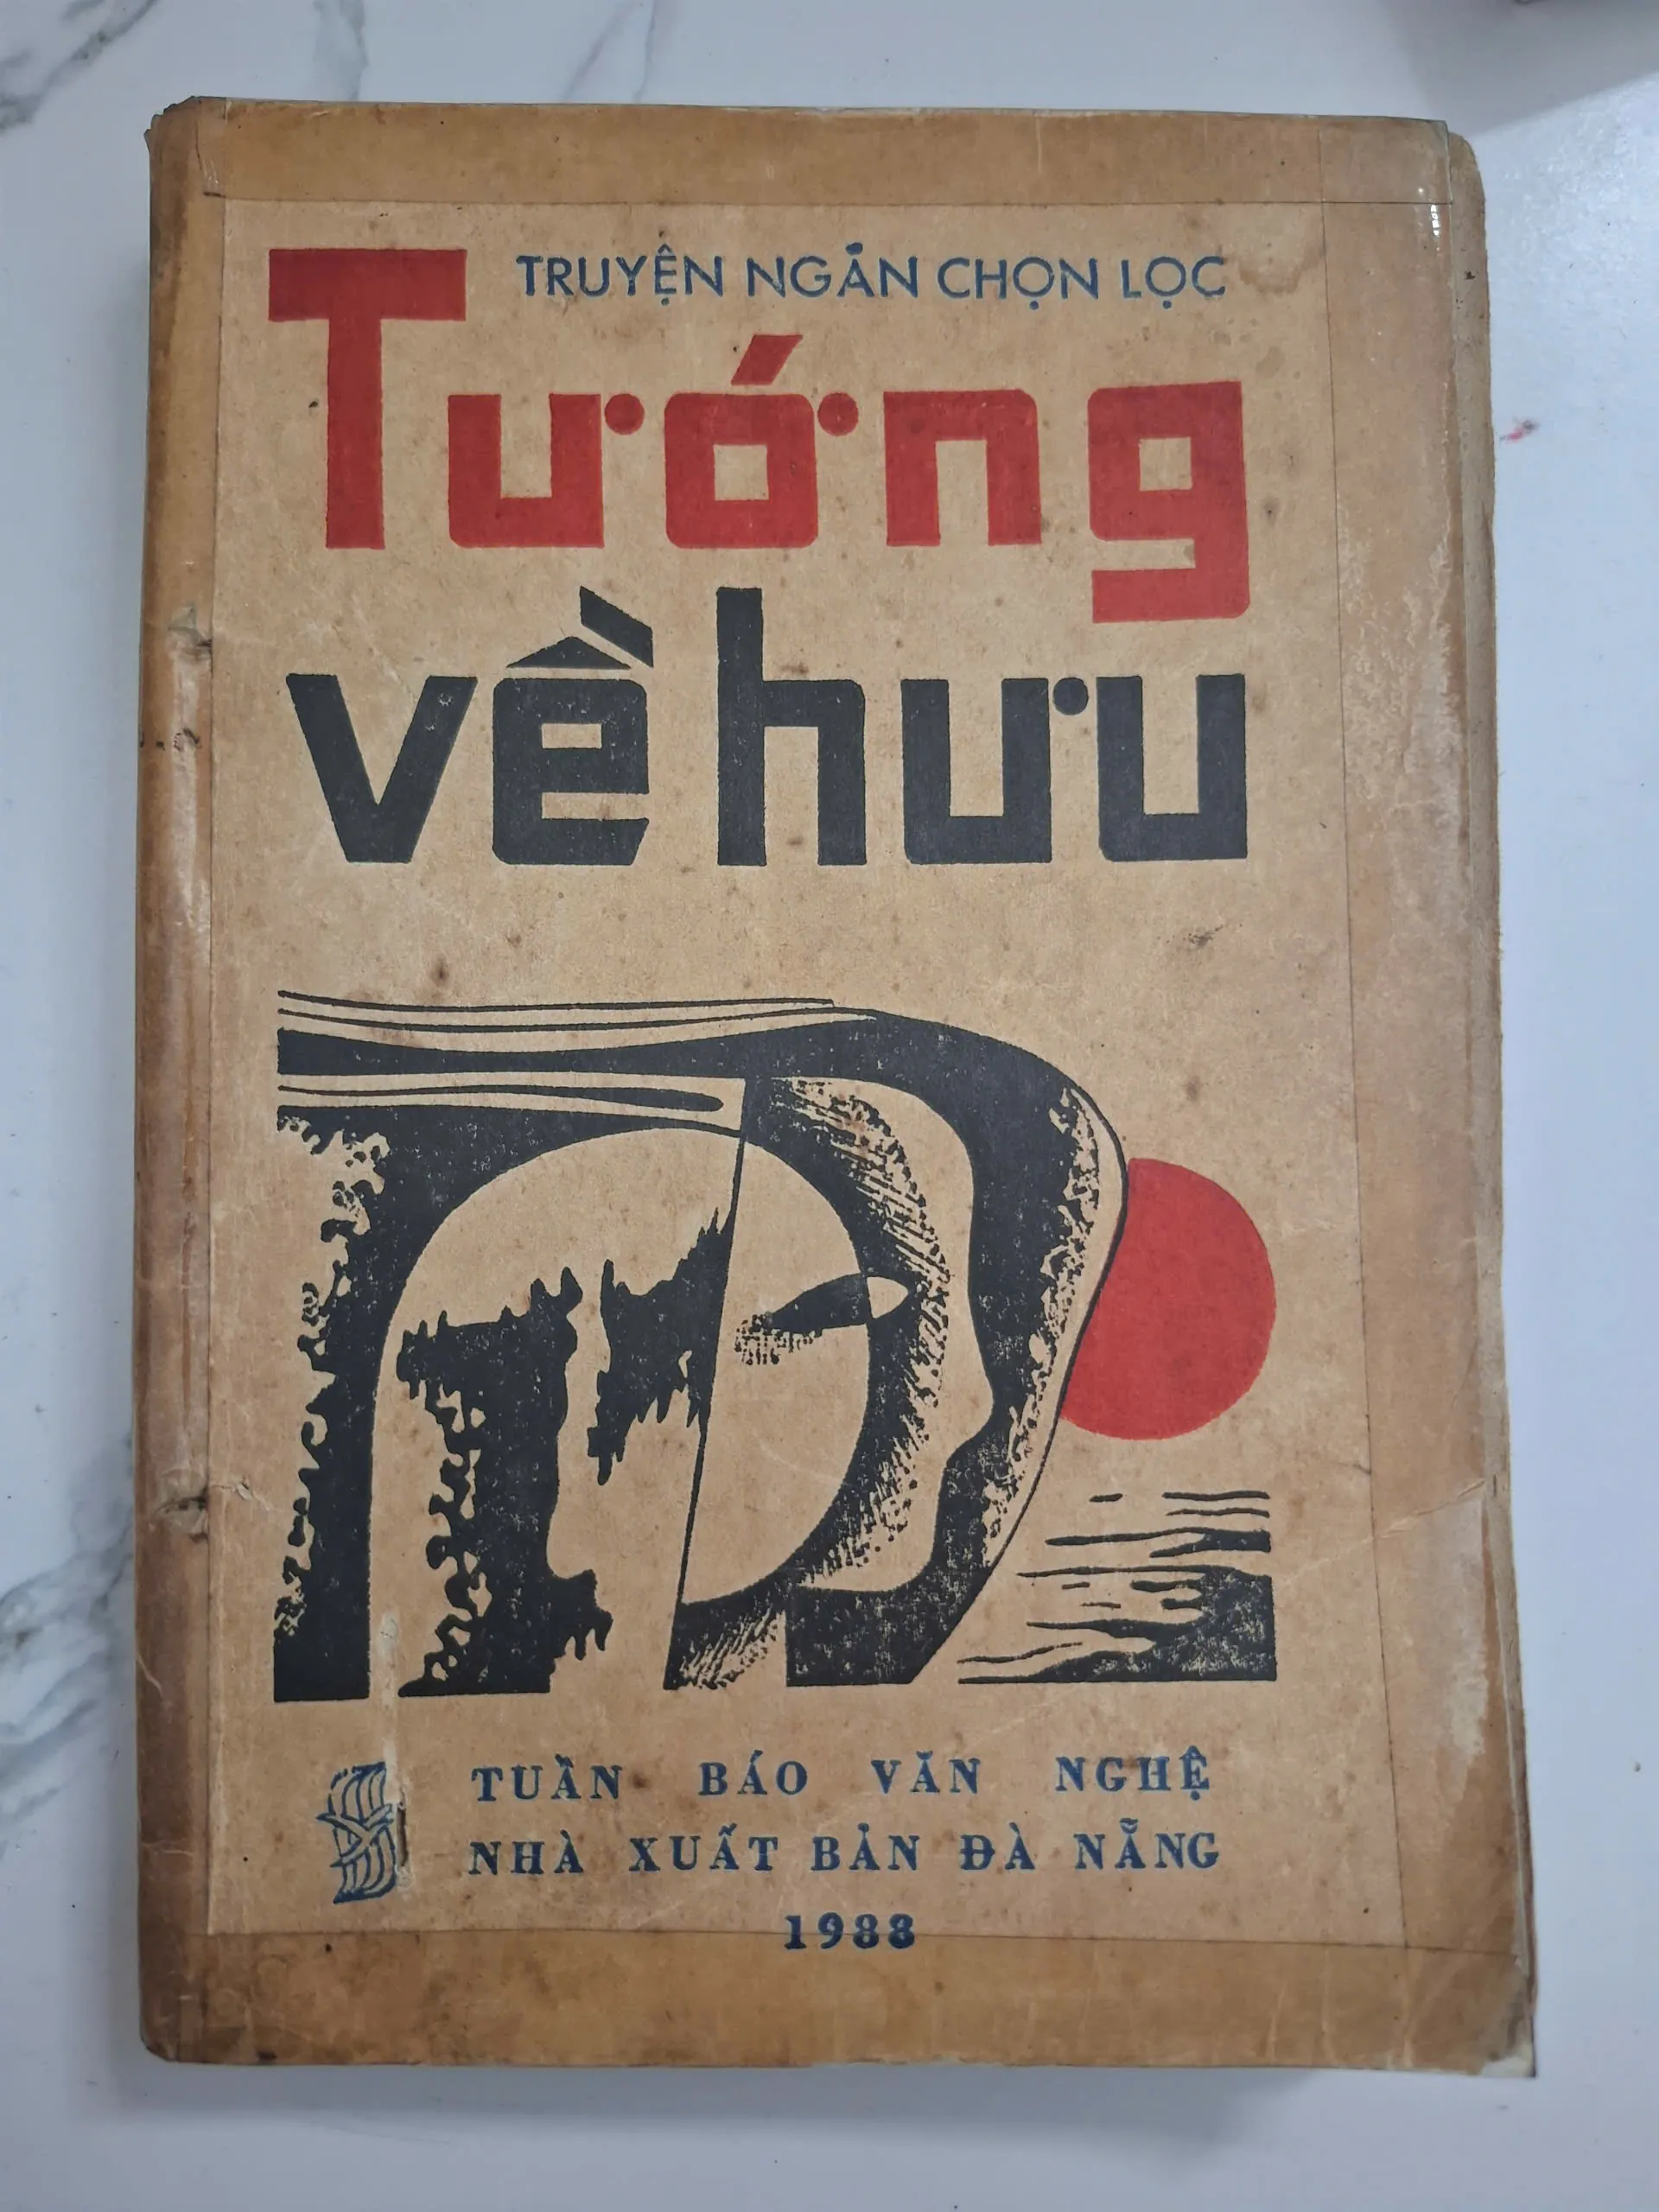 TRUYỆN NGẮN CHỌN LỌC
Tướng
về hưu
TUẦN BÁO VĂN NGHỆ
NHÀ XUẤT BẢN ĐÀ NẴNG
1988